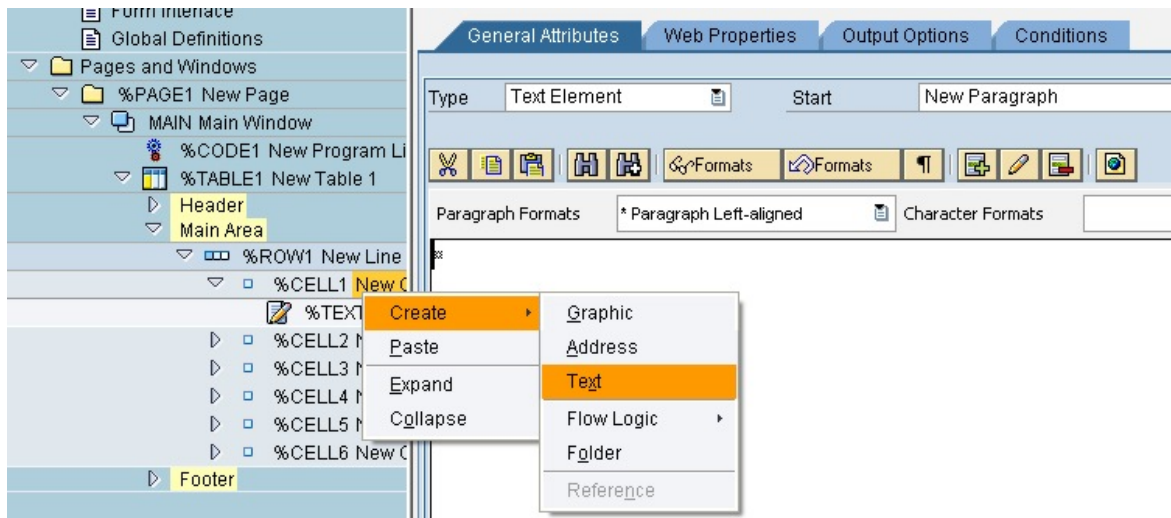 Form Interface
Global Definitions
Pages and Windows
%PAGE1 New Page
MAIN Main Window
%CODE1 New Program Li
%TABLE1 New Table 1
Header
Main Area
%ROW1 New Line
%CELL1 New C
%TEXT
%CELL2 N
%CELL3 N
%CELL4 N
%CELL5 N
%CELL6 New C
Footer
General Attributes Web Properties Output Options Conditions
Type Text Element Start New Paragraph
Formats Formats
Paragraph Formats * Paragraph Left-aligned Character Formats
Create
Paste
Expand
Collapse
Graphic
Address
Text
Flow Logic
Folder
Reference